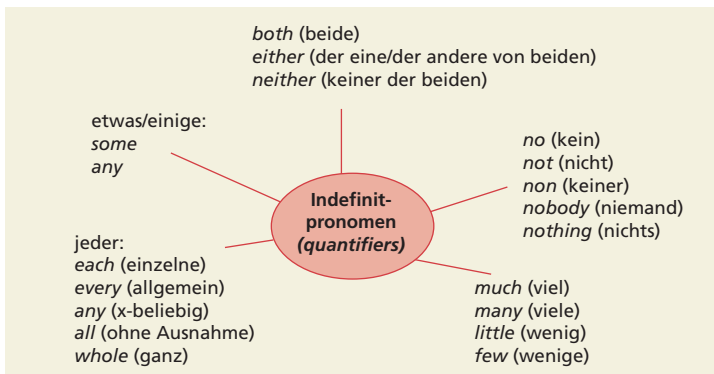 both (beide)
either (der eine/der andere von beiden)
neither (keiner der beiden)
etwas/einige:
some
any
no (kein)
not (nicht)
non (keiner)
nobody (niemand)
nothing (nichts)
Indefinit-
pronomen
(quantifiers)
jeder:
each (einzelne)
every (allgemein)
any (x-beliebig)
all (ohne Ausnahme)
whole (ganz)
much (viel)
many (viele)
little (wenig)
few (wenige)